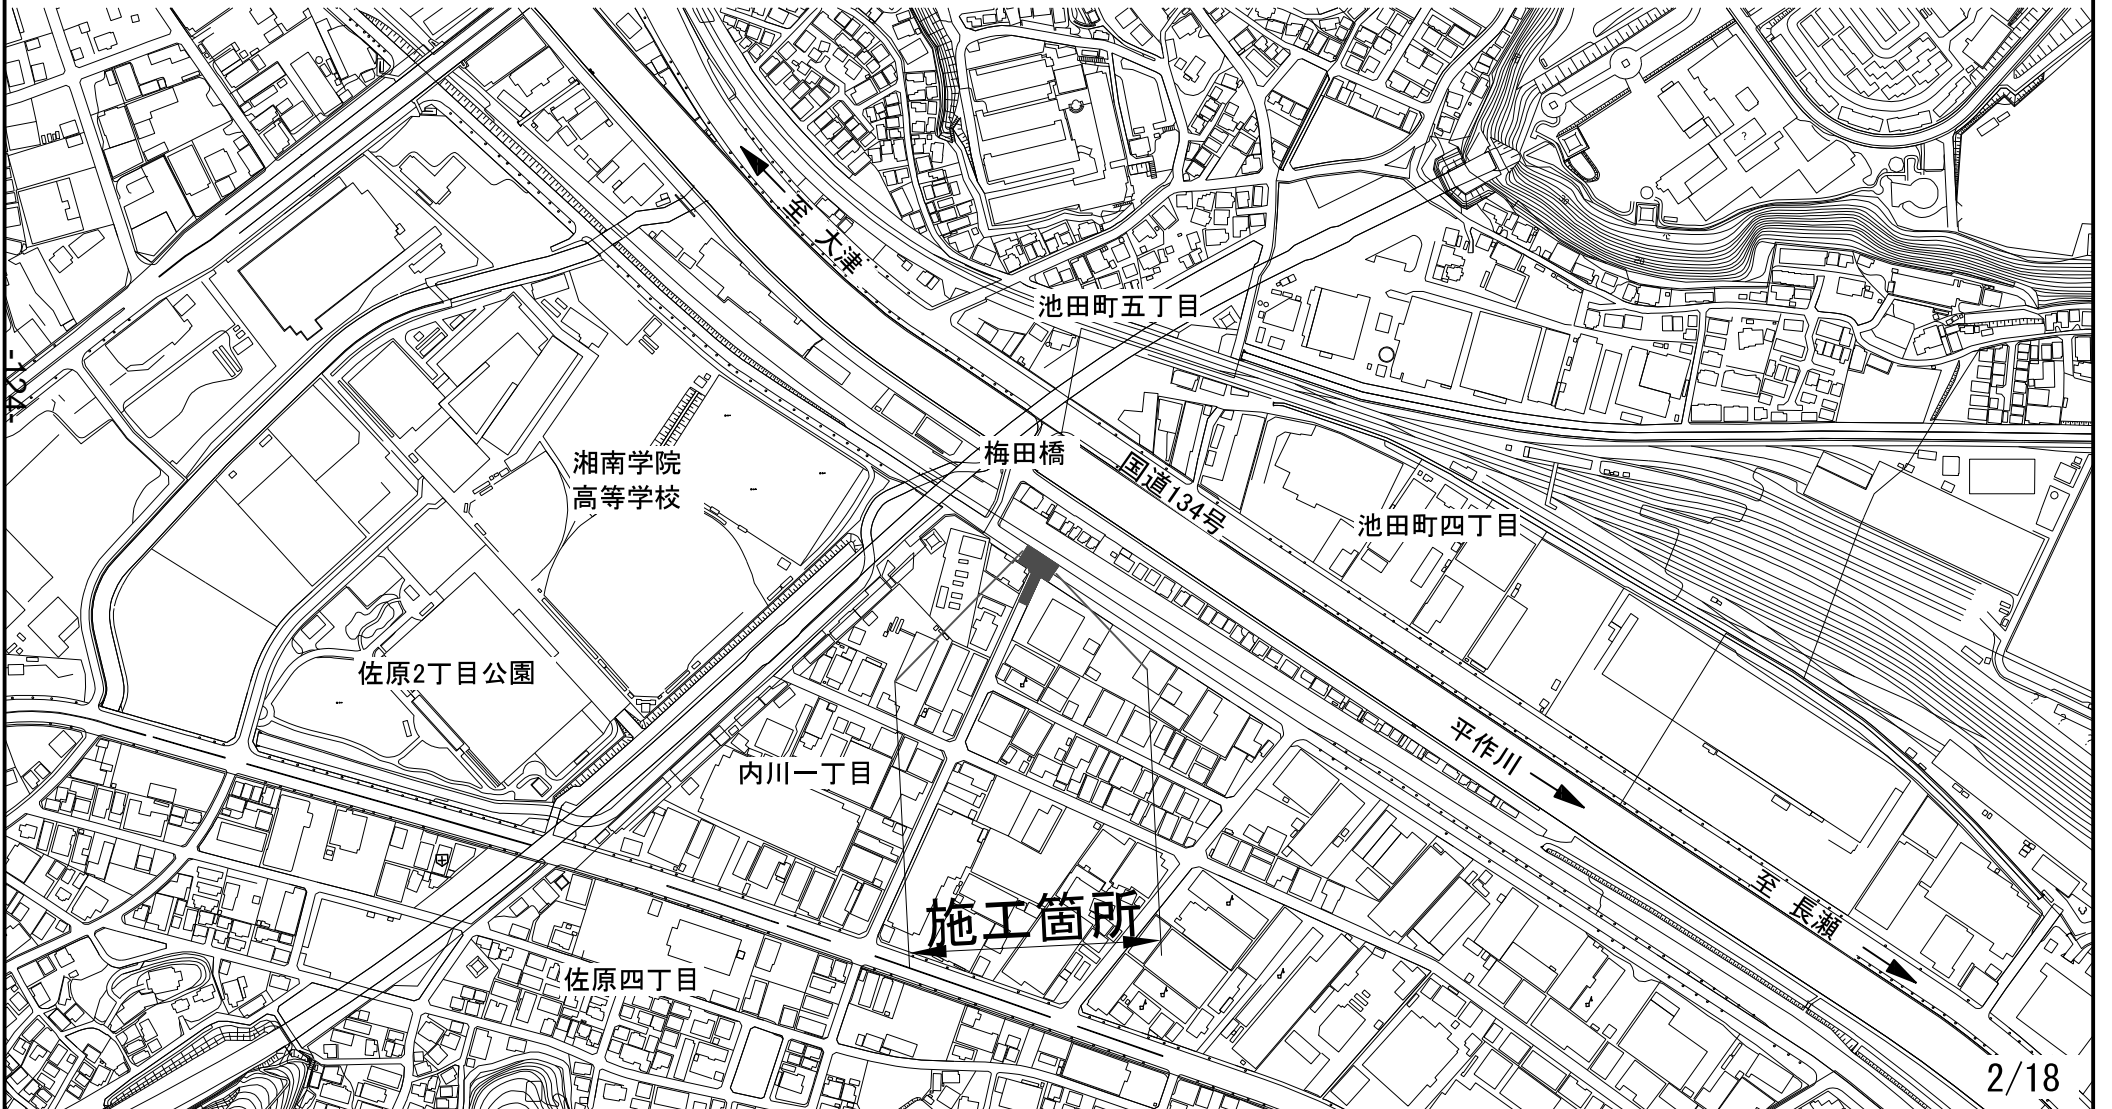 至 大津
池田町五丁目
-124-
梅田橋
湘南学院
高等学校
国道134号
池田町四丁目
佐原2丁目公園
平作川
内川一丁目
至 長瀬
施工箇所
佐原四丁目
2/18